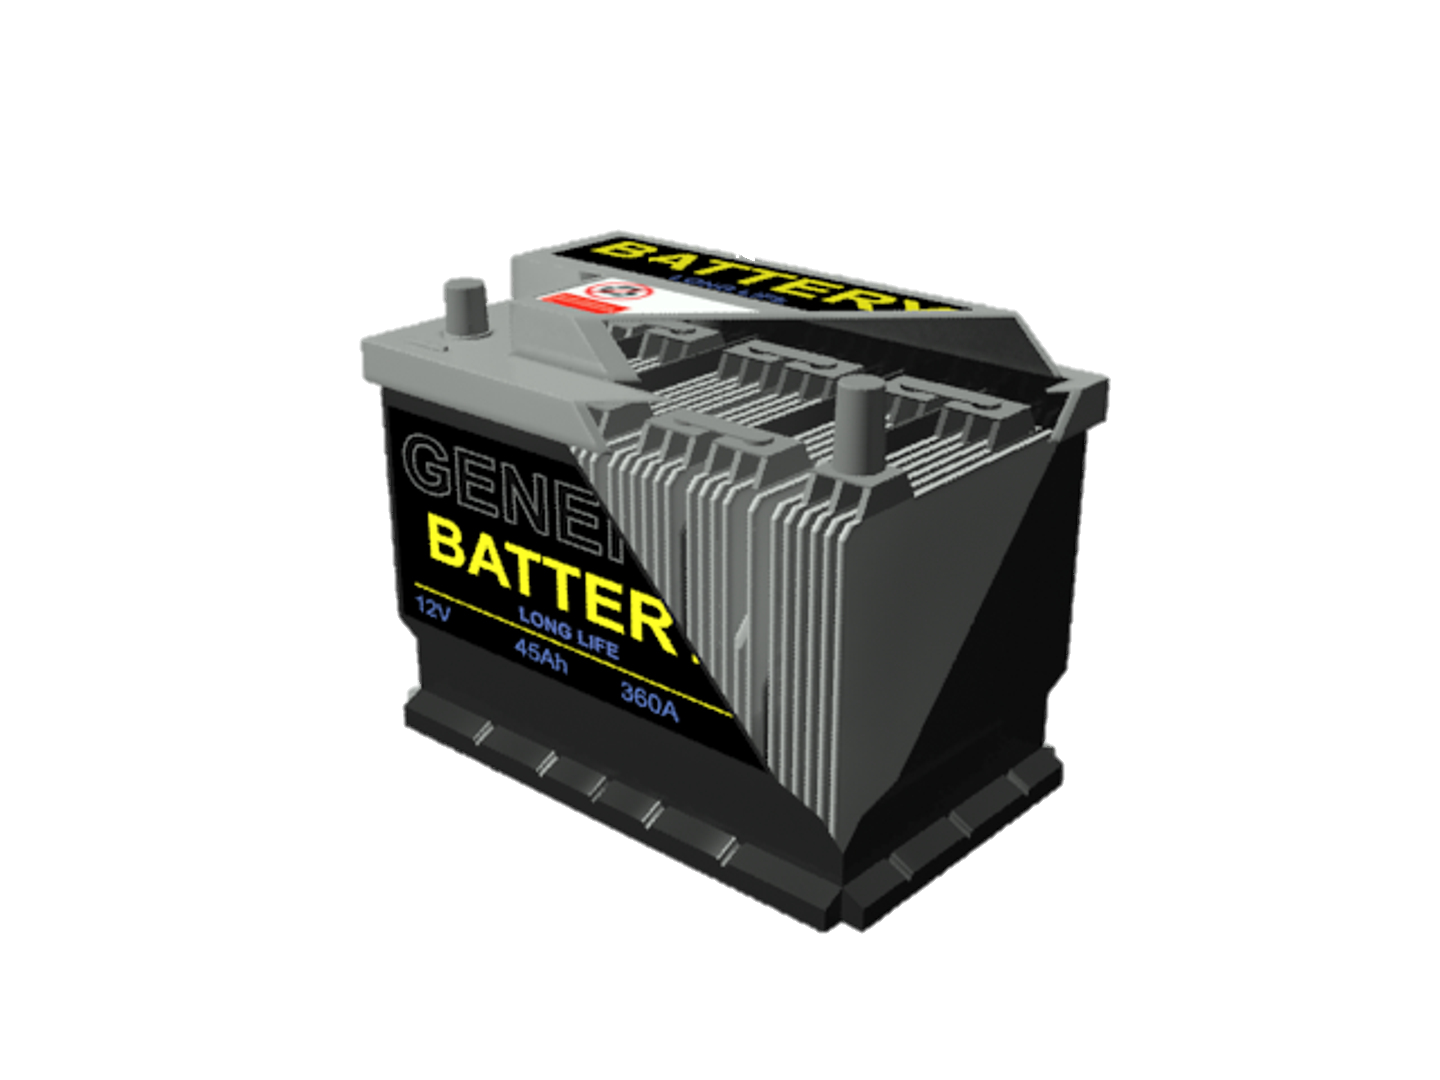 BATTERY
LONG LIFE
GENE
BATTER
LONG LIFE
12V
45Ah
360A